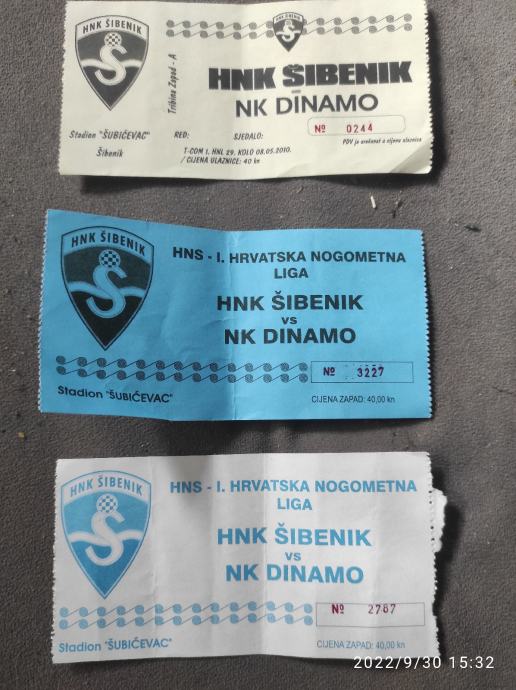 HNK ŠIBENIK
Tribina Zapad - A
HNK ŠIBENIK
HNK ŠIBENIK
NK DINAMO
Stadion "ŠUBIĆEVAC"
Šibenik
RED: SJEDALO:
Nº 0244
PDV je uračunat u cijenu ulaznice
T-COM 1. HNL 29. KOLO 08.05.2010.
/ CIJENA ULAZNICE: 40 kn
HNK ŠIBENIK
HNS - I. HRVATSKA NOGOMETNA
LIGA
HNK ŠIBENIK
vs
NK DINAMO
Nº 3227
Stadion "ŠUBIĆEVAC"
CIJENA ZAPAD: 40,00 kn
HNK ŠIBENIK
HNS - I. HRVATSKA NOGOMETNA
LIGA
HNK ŠIBENIK
vs
NK DINAMO
Nº 2787
Stadion "ŠUBIĆEVAC"
CIJENA ZAPAD: 40,00 kn
2022/9/30 15:32